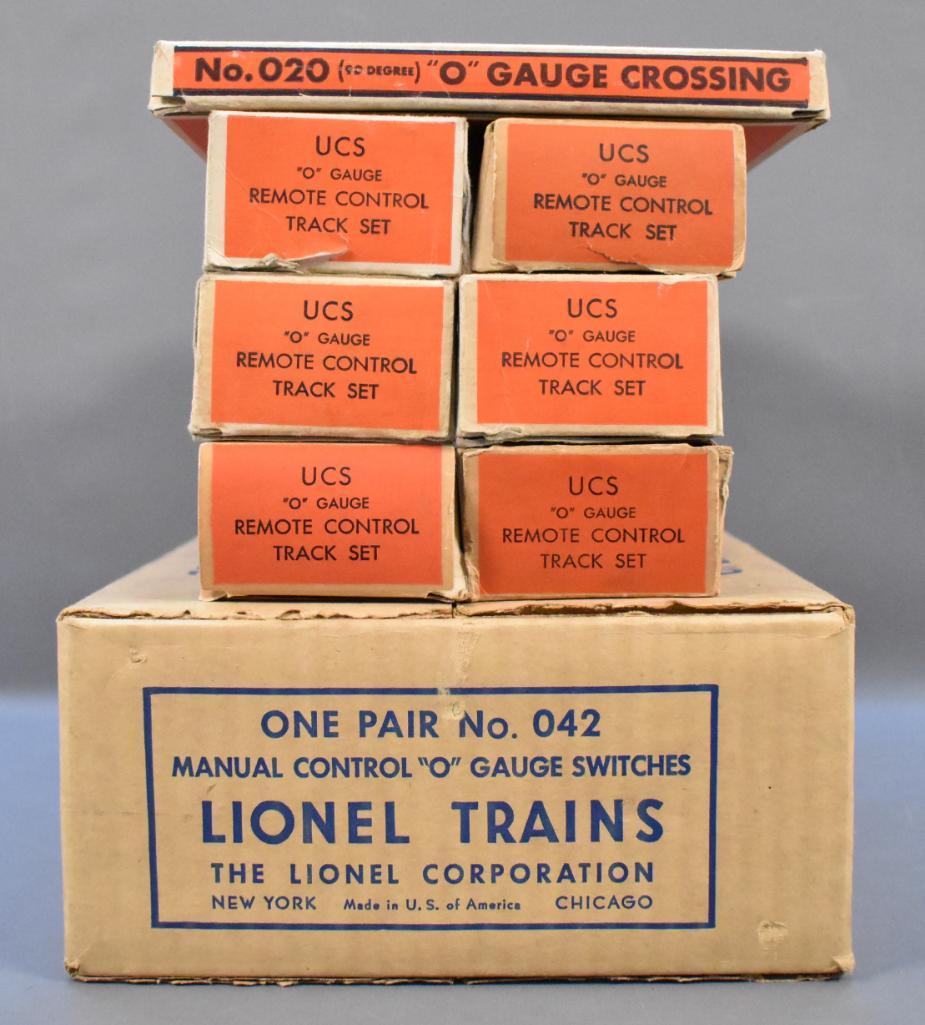 No. 020 (90 DEGREE) "O" GAUGE CROSSING
UCS
"O" GAUGE
REMOTE CONTROL
TRACK SET
UCS
"O" GAUGE
REMOTE CONTROL
TRACK SET
UCS
"O" GAUGE
REMOTE CONTROL
TRACK SET
UCS
"O" GAUGE
REMOTE CONTROL
TRACK SET
UCS
"O" GAUGE
REMOTE CONTROL
TRACK SET
UCS
"O" GAUGE
REMOTE CONTROL
TRACK SET
ONE PAIR No. 042
MANUAL CONTROL "O" GAUGE SWITCHES
LIONEL TRAINS
THE LIONEL CORPORATION
NEW YORK Made in U. S. of America CHICAGO